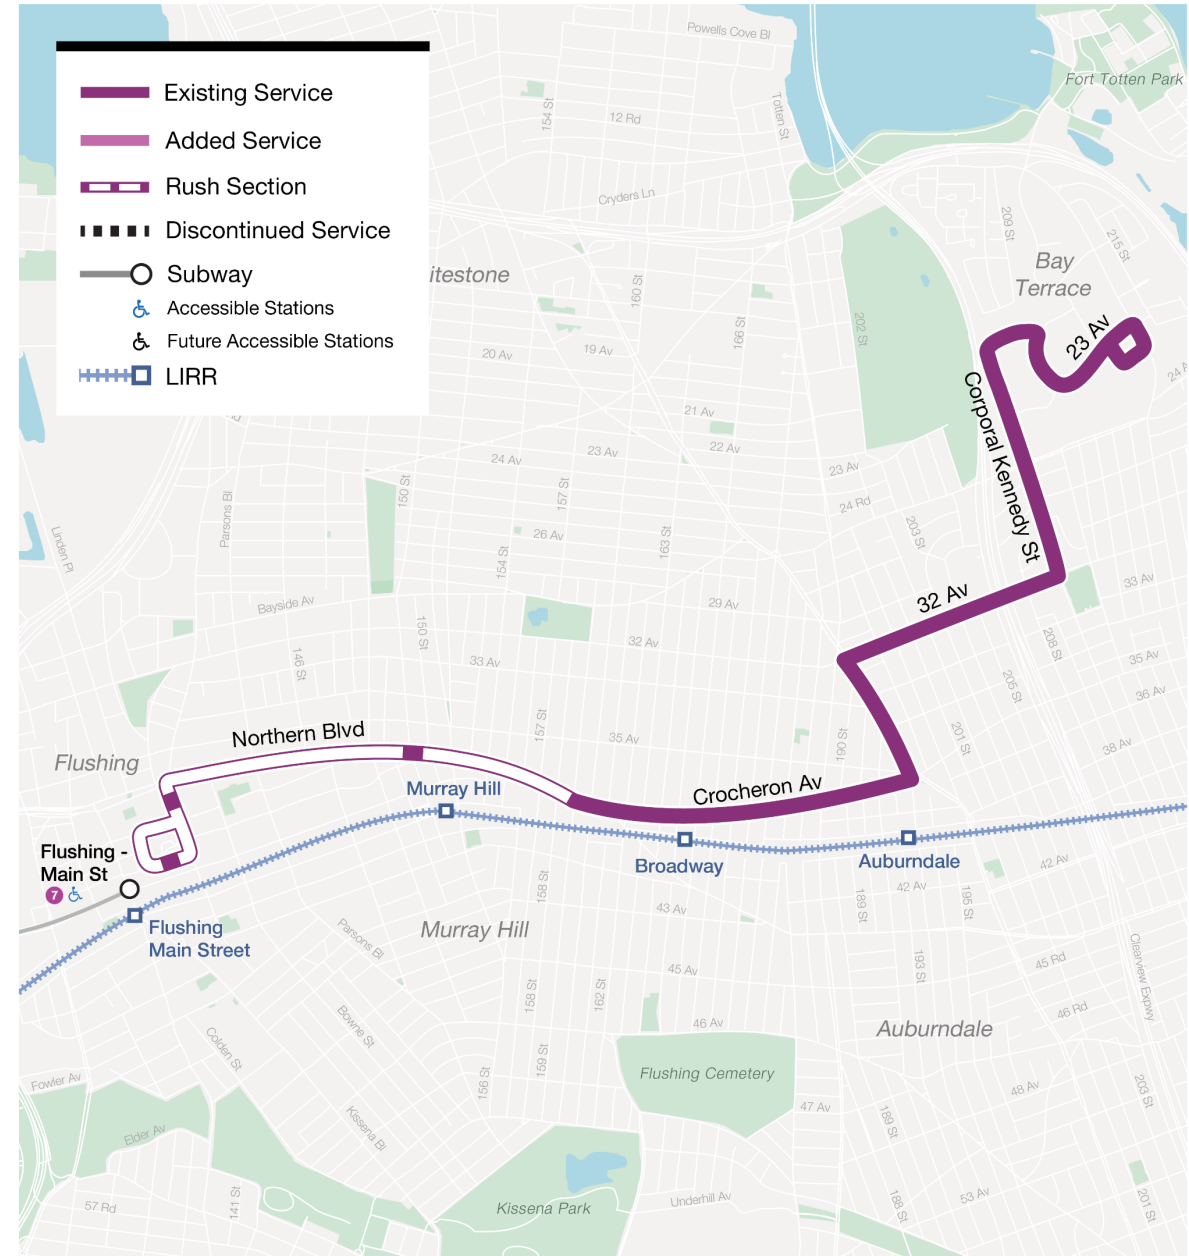 Existing Service
Added Service
Rush Section
Discontinued Service
Subway
Accessible Stations
Future Accessible Stations
LIRR
Powells Cove Bl
Fort Totten Park
154 St
12 Rd
Totten St
Cryders Ln
209 St
215 St
Bay
Terrace
itestone
160 St
166 St
202 St
20 Av
19 Av
23 Av
24 A
Corporal Kennedy St
21 Av
22 Av
23 Av
24 Av
23 Av
150 St
157 St
24 Rd
203 St
Parsons Bl
Linden Pl
26 Av
154 St
163 St
33 Av
32 Av
29 Av
Bayside Av
150 St
32 Av
208 St
35 Av
146 St
33 Av
205 St
36 Av
157 St
35 Av
190 St
201 St
38 Av
Northern Blvd
Flushing
Murray Hill
Crocheron Av
Flushing -
Main St
7
Broadway
Auburndale
42 Av
158 St
42 Av
189 St
195 St
43 Av
Flushing
Main Street
Murray Hill
Parsons Bl
Clearview Expwy
45 Av
193 St
45 Rd
158 St
162 St
46 Rd
Bowne St
46 Av
Auburndale
Colden St
159 St
156 St
Flushing Cemetery
Fowler Av
48 Av
203 St
47 Av
189 St
Elder Av
Kissena Bl
57 Rd
141 St
Kissena Park
Underhill Av
188 St
53 Av
201 St